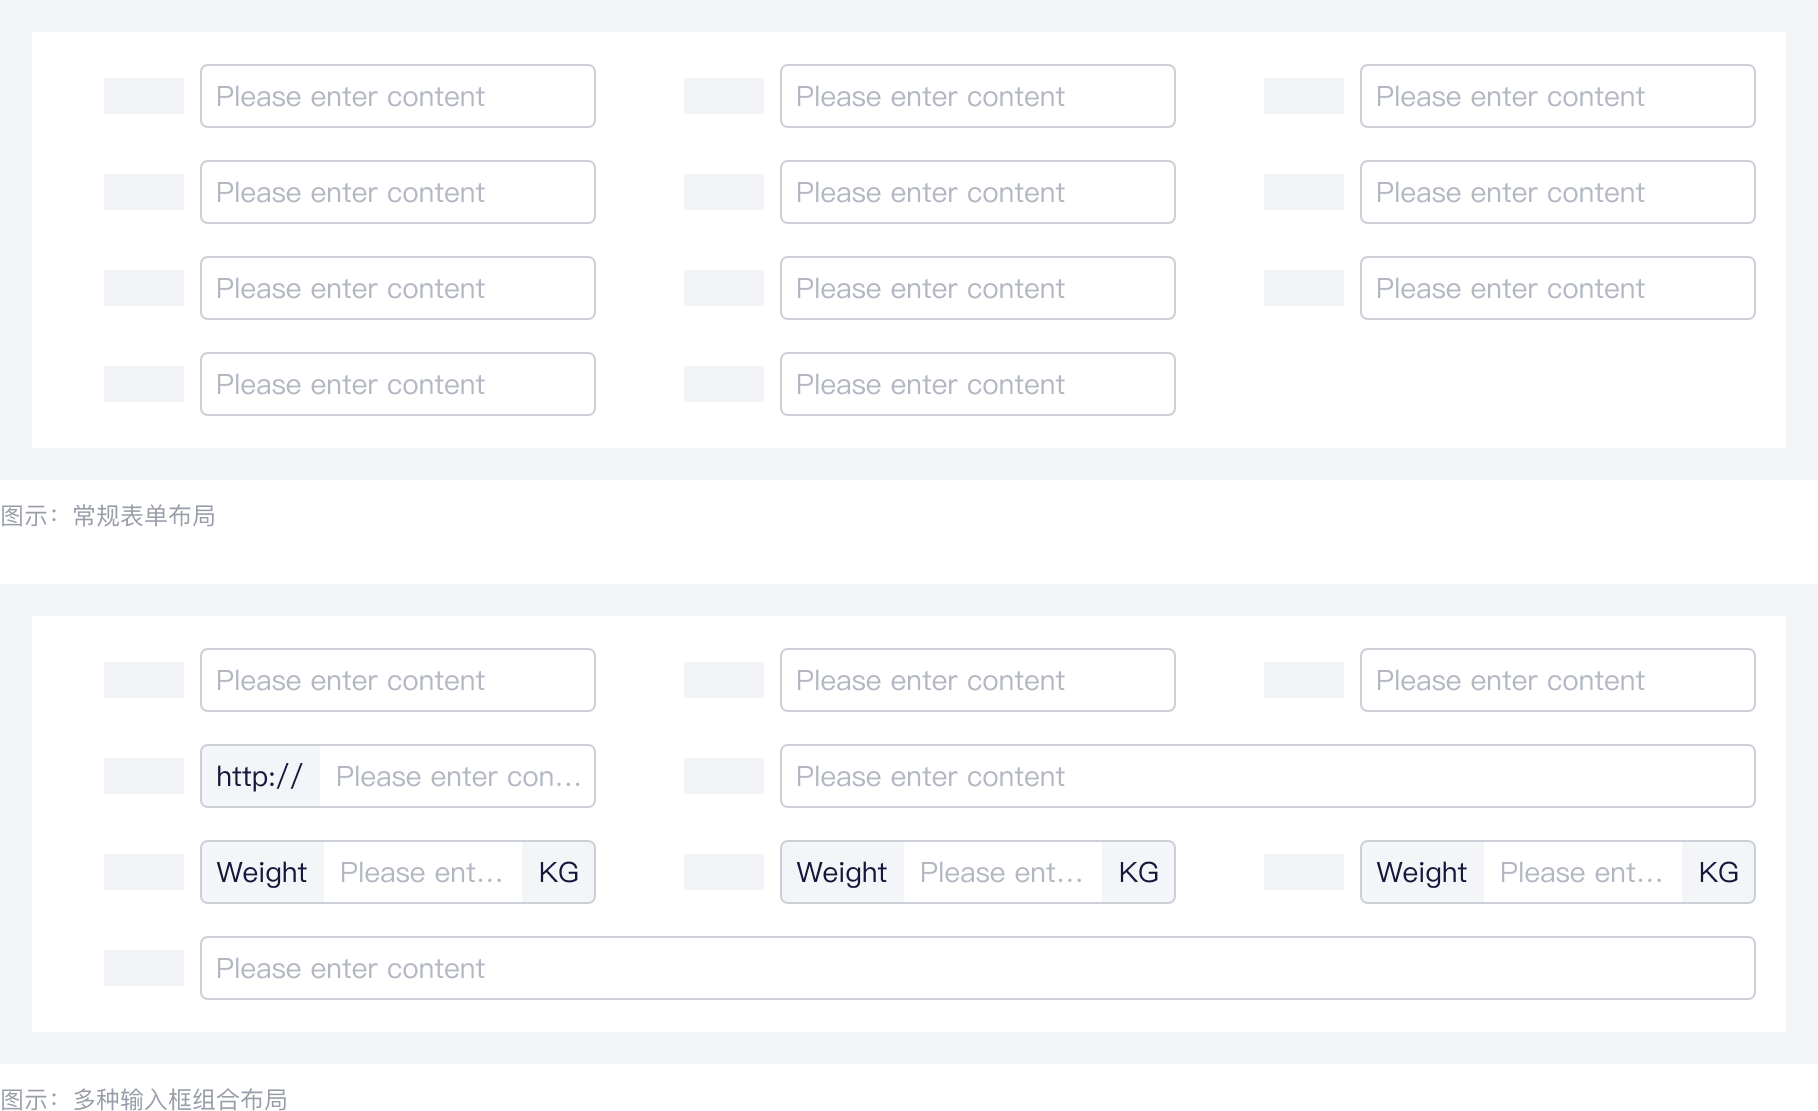 Please enter content Please enter content Please enter content
Please enter content Please enter content Please enter content
Please enter content Please enter content Please enter content
Please enter content Please enter content
图示：常规表单布局
Please enter content Please enter content Please enter content
http:// Please enter con... Please enter content
Weight Please ent... KG Weight Please ent... KG Weight Please ent... KG
Please enter content
图示：多种输入框组合布局